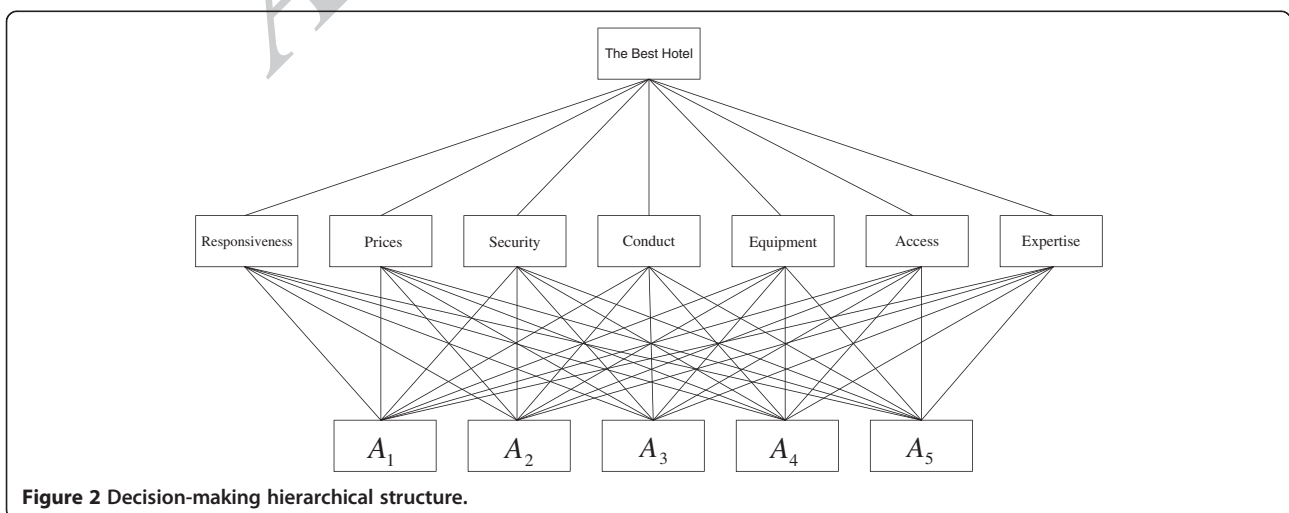 The Best Hotel
Responsiveness Prices Security Conduct Equipment Access Expertise
A₁ A₂ A₃ A₄ A₅
Figure 2 Decision-making hierarchical structure.